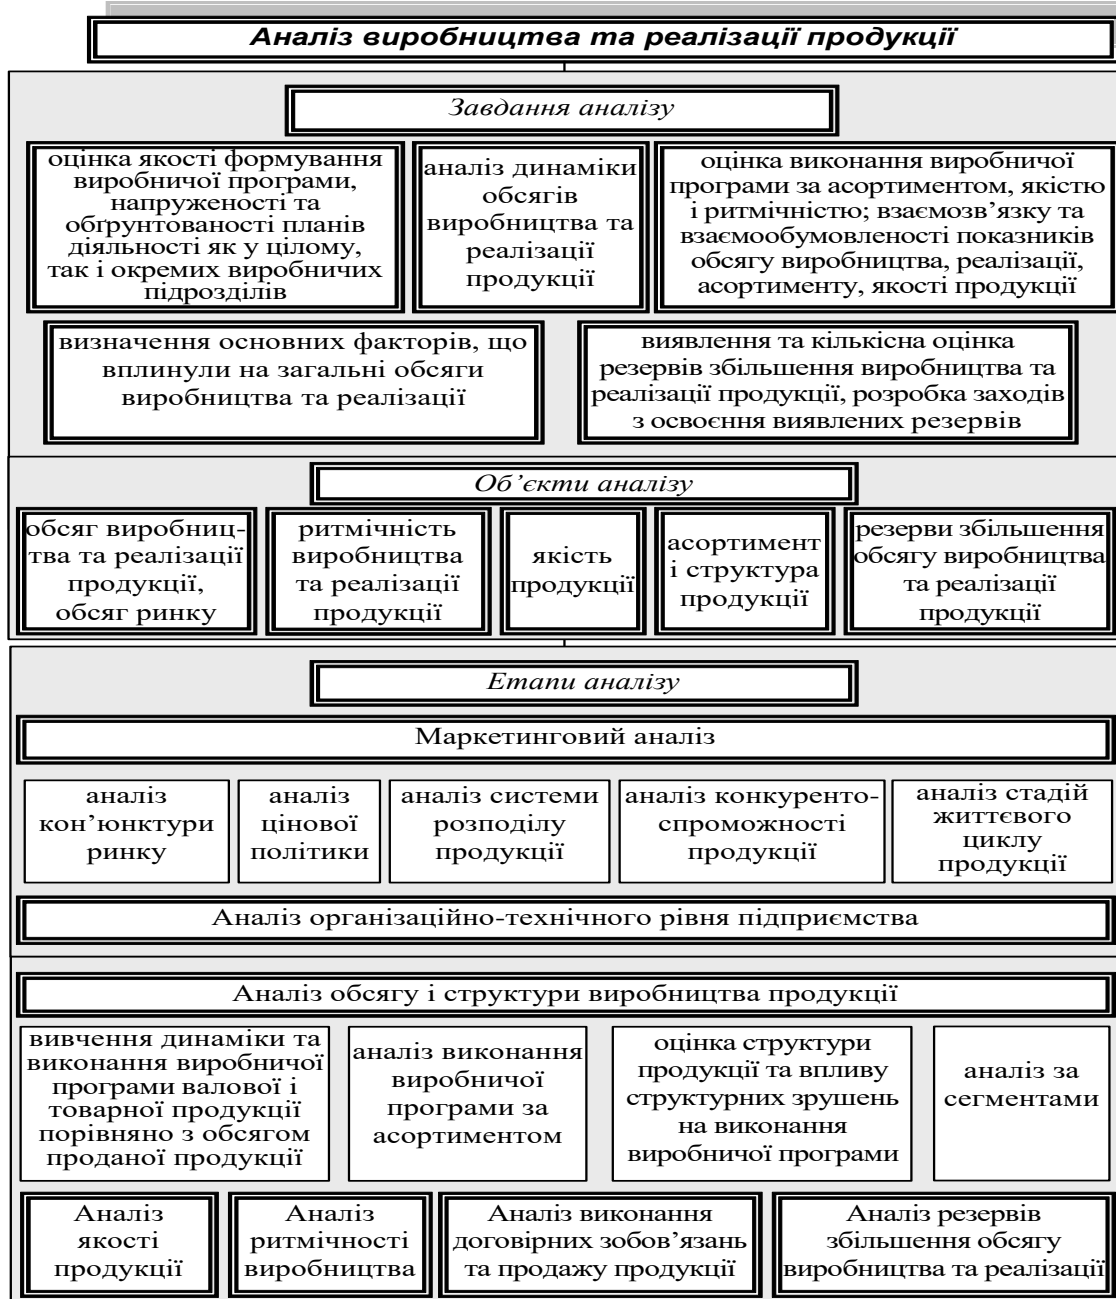 Аналіз виробництва та реалізації продукції
Завдання аналізу
оцінка якості формування
виробничої програми,
напруженості та
обґрунтованості планів
діяльності як у цілому,
так і окремих виробничих
підрозділів
аналіз динаміки
обсягів
виробництва та
реалізації
продукції
оцінка виконання виробничої
програми за асортиментом, якістю
і ритмічністю; взаємозв’язку та
взаємообумовленості показників
обсягу виробництва, реалізації,
асортименту, якості продукції
визначення основних факторів, що
вплинули на загальні обсяги
виробництва та реалізації
виявлення та кількісна оцінка
резервів збільшення виробництва та
реалізації продукції, розробка заходів
з освоєння виявлених резервів
Об’єкти аналізу
обсяг виробниц-
тва та реалізації
продукції,
обсяг ринку
ритмічність
виробництва
та реалізації
продукції
якість
продукції
асортимент
і структура
продукції
резерви збільшення
обсягу виробництва
та реалізації
продукції
Етапи аналізу
Маркетинговий аналіз
аналіз
кон’юнктури
ринку
аналіз
цінової
політики
аналіз системи
розподілу
продукції
аналіз конкуренто-
спроможності
продукції
аналіз стадій
життєвого
циклу
продукції
Аналіз організаційно-технічного рівня підприємства
Аналіз обсягу і структури виробництва продукції
вивчення динаміки та
виконання виробничої
програми валової і
товарної продукції
порівняно з обсягом
проданої продукції
аналіз виконання
виробничої
програми за
асортиментом
оцінка структури
продукції та впливу
структурних зрушень
на виконання
виробничої програми
аналіз за
сегментами
Аналіз
якості
продукції
Аналіз
ритмічності
виробництва
Аналіз виконання
договірних зобов’язань
та продажу продукції
Аналіз резервів
збільшення обсягу
виробництва та реалізації